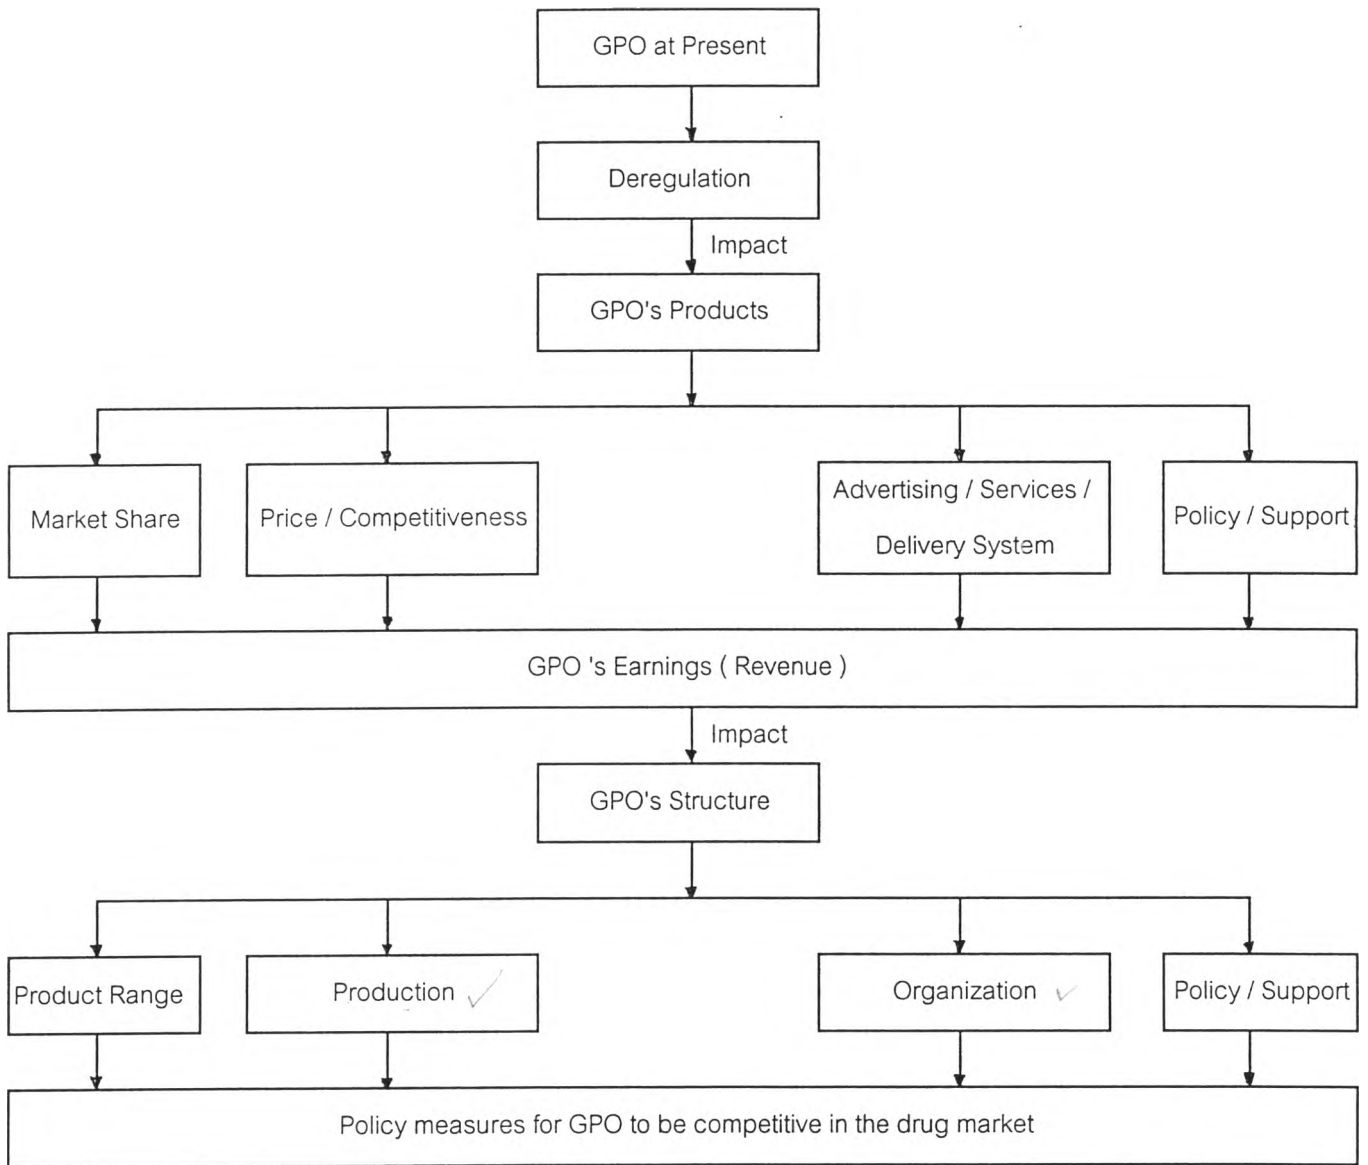 GPO at Present
Deregulation
Impact
GPO's Products
Market Share
Price / Competitiveness
Advertising / Services /
Delivery System
Policy / Support
GPO 's Earnings ( Revenue )
Impact
GPO's Structure
Product Range
Production
Organization
Policy / Support
Policy measures for GPO to be competitive in the drug market